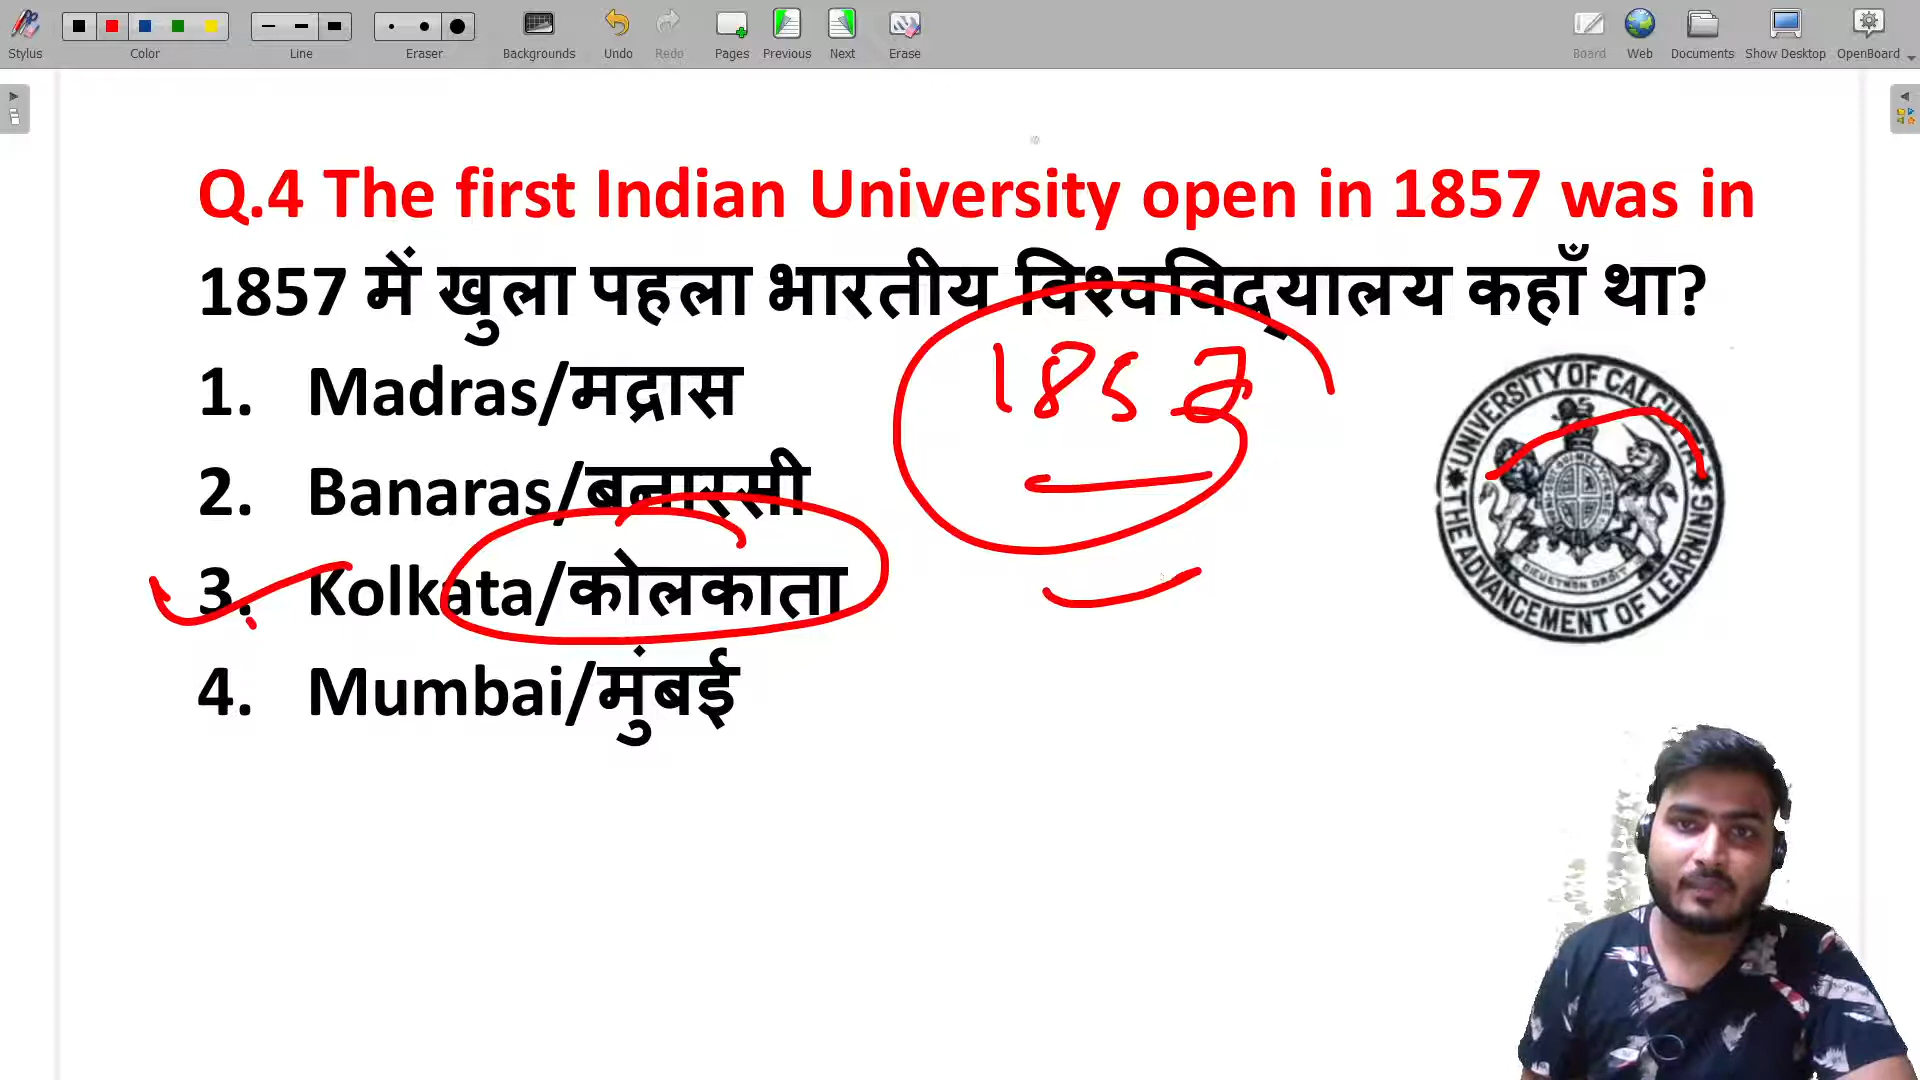 Stylus Color Line Eraser Backgrounds Undo Redo Pages Previous Next Erase Board Web Documents Show Desktop OpenBoard
Q.4 The first Indian University open in 1857 was in
1857 में खुला पहला भारतीय विश्वविद्यालय कहाँ था?
1. Madras/मद्रास
1857
2. Banaras/बनारसी
3. Kolkata/कोलकाता
4. Mumbai/मुंबई
UNIVERSITY OF CALCUTTA
THE ADVANCEMENT OF LEARNING